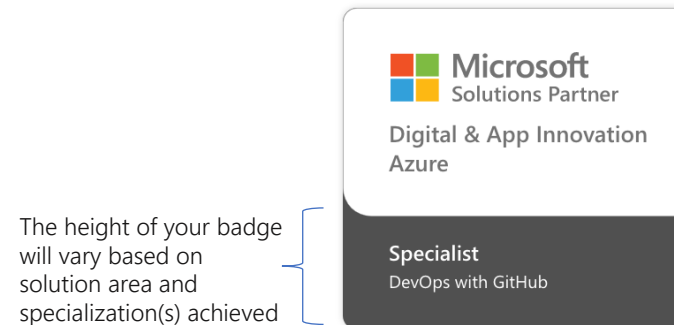 Microsoft
Solutions Partner
Digital & App Innovation
Azure
The height of your badge
will vary based on
solution area and
specialization(s) achieved
Specialist
DevOps with GitHub